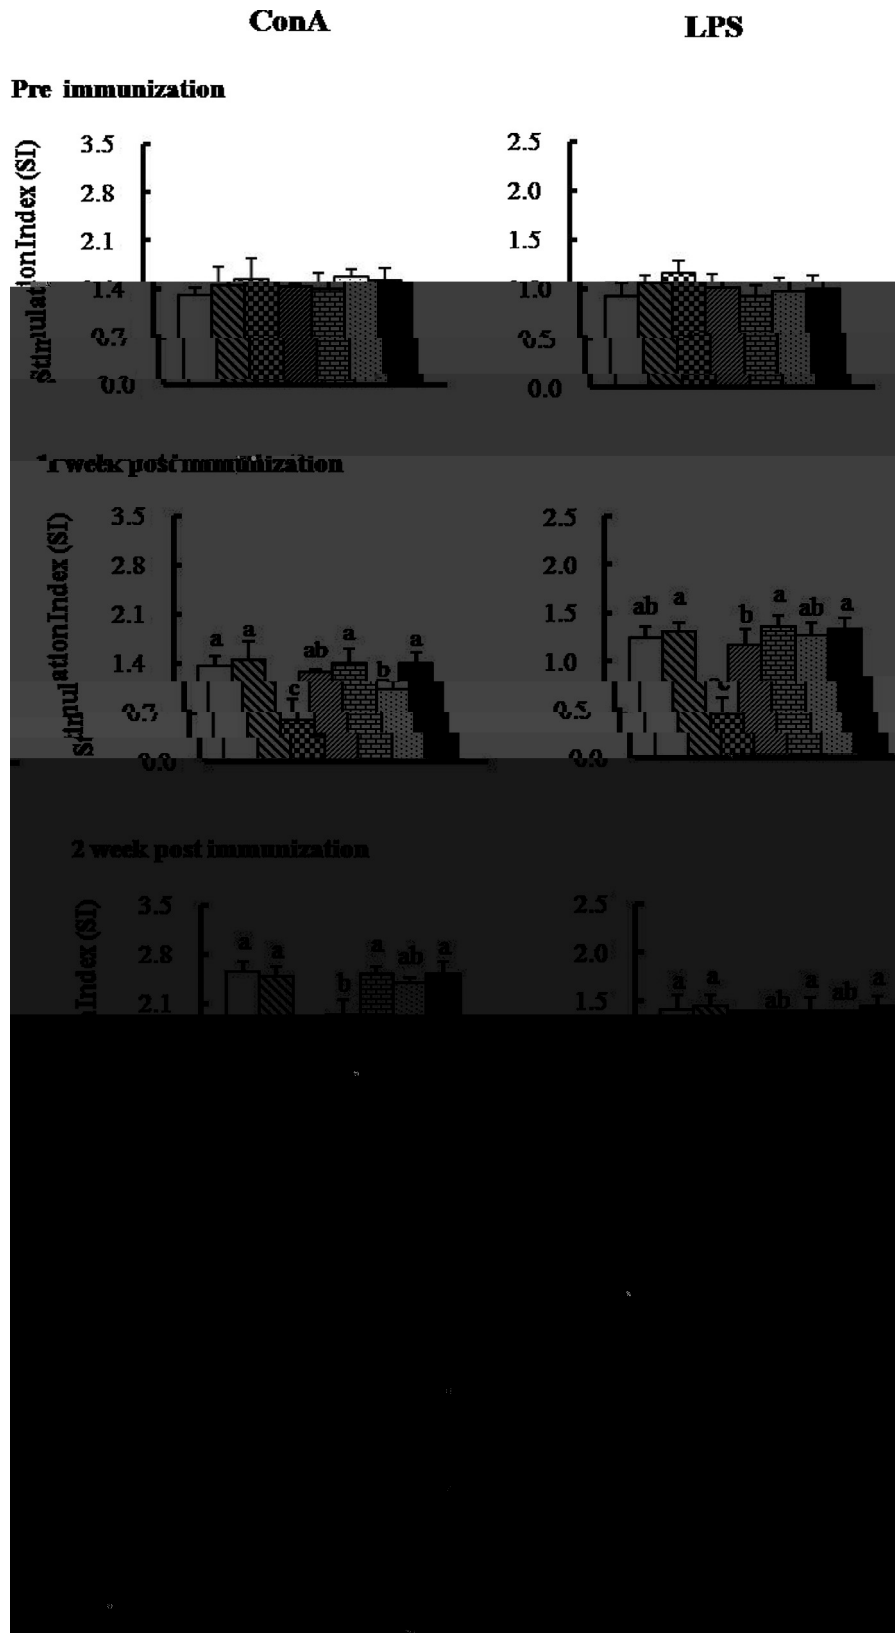 ConA LPS
Pre immunization
Stimulation Index (SI)
3.5 2.5
2.8 2.0
2.1 1.5
1.4 1.0
0.7 0.5
0.0 0.0
1 week post immunization
Stimulation Index (SI)
3.5 2.5
2.8 2.0
2.1 1.5
a a ab a a ab a b a ab a
1.4 1.0
b
c c
0.7 0.5
0.0 0.0
2 week post immunization
Index (SI)
3.5 2.5
2.8 2.0
a a b a ab a
a a ab a ab a
2.1 1.5